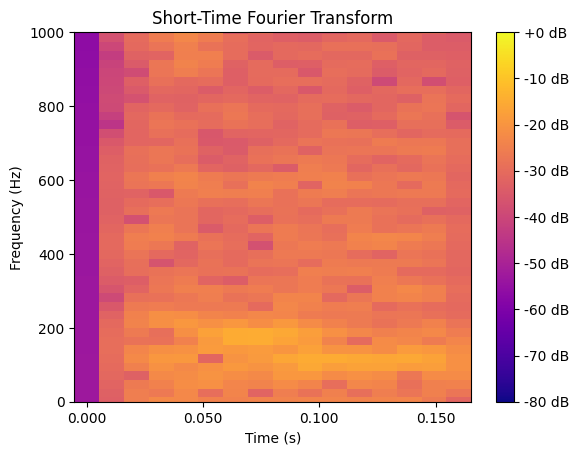 Short-Time Fourier Transform
1000
800
600
400
200
0
Frequency (Hz)
0.000
0.050
0.100
0.150
Time (s)
+0 dB
-10 dB
-20 dB
-30 dB
-40 dB
-50 dB
-60 dB
-70 dB
-80 dB